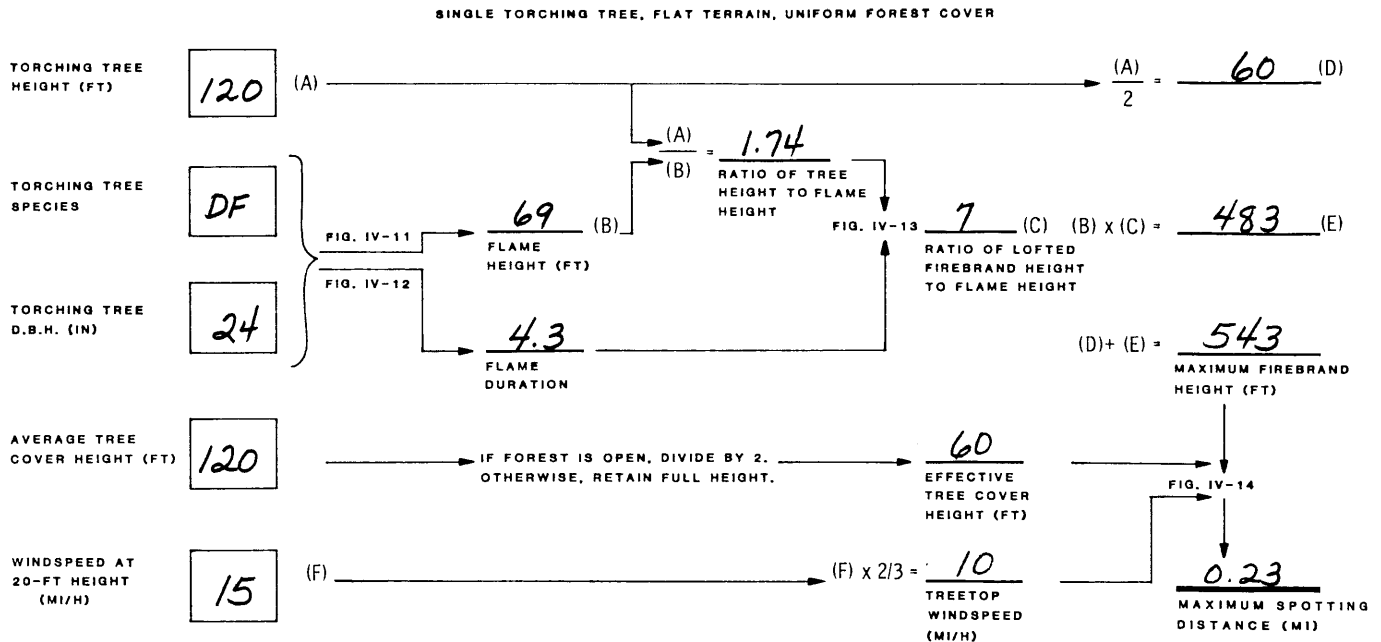 SINGLE TORCHING TREE, FLAT TERRAIN, UNIFORM FOREST COVER
TORCHING TREE
HEIGHT (FT)
120
(A)
(A)
2
=
60
(D)
(A)
(B)
=
1.74
RATIO OF TREE
HEIGHT TO FLAME
HEIGHT
TORCHING TREE
SPECIES
DF
FIG. IV-11
69
(B)
FLAME
HEIGHT (FT)
FIG. IV-13
7
(C)
RATIO OF LOFTED
FIREBRAND HEIGHT
TO FLAME HEIGHT
(B) x (C) =
483
(E)
FIG. IV-12
TORCHING TREE
D.B.H. (IN)
24
4.3
FLAME
DURATION
(D)+ (E) =
543
MAXIMUM FIREBRAND
HEIGHT (FT)
AVERAGE TREE
COVER HEIGHT (FT)
120
IF FOREST IS OPEN, DIVIDE BY 2.
OTHERWISE, RETAIN FULL HEIGHT.
60
EFFECTIVE
TREE COVER
HEIGHT (FT)
FIG. IV-14
WINDSPEED AT
20-FT HEIGHT
(MI/H)
15
(F)
(F) x 2/3 =
10
TREETOP
WINDSPEED
(MI/H)
0.23
MAXIMUM SPOTTING
DISTANCE (MI)